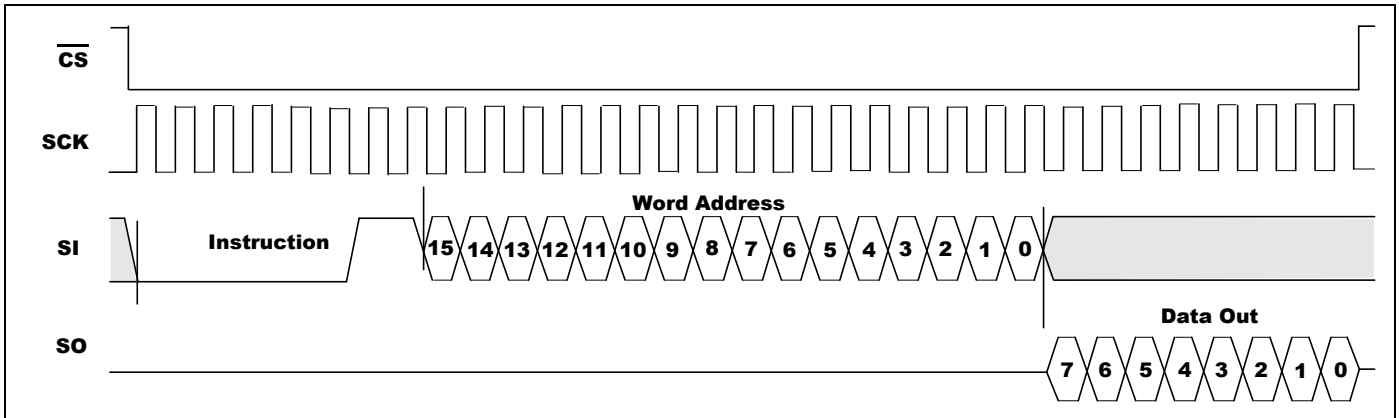 CS
SCK
Word Address
SI Instruction 15 14 13 12 11 10 9 8 7 6 5 4 3 2 1 0
Data Out
SO 7 6 5 4 3 2 1 0